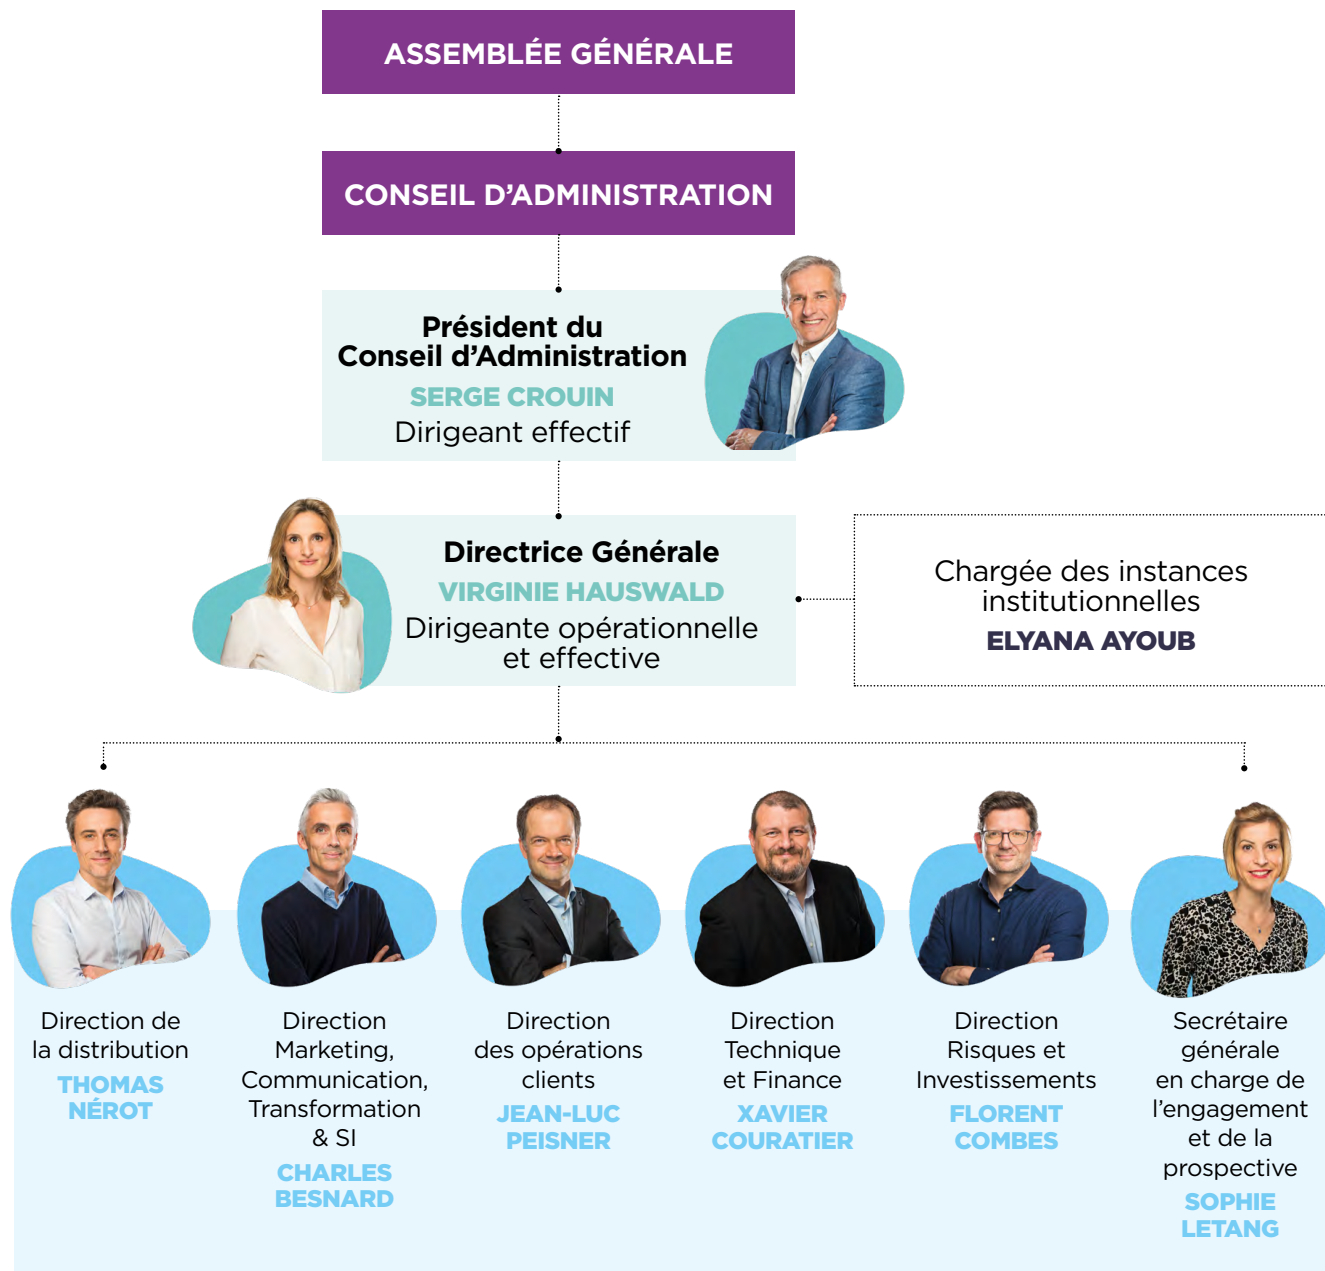 ASSEMBLÉE GÉNÉRALE
CONSEIL D’ADMINISTRATION
Président du
Conseil d’Administration
SERGE CROUIN
Dirigeant effectif
Directrice Générale
VIRGINIE HAUSWALD
Dirigeante opérationnelle
et effective
Chargée des instances
institutionnelles
ELYANA AYOUB
Direction de
la distribution
THOMAS
NÉROT
Direction
Marketing,
Communication,
Transformation
& SI
CHARLES
BESNARD
Direction
des opérations
clients
JEAN-LUC
PEISNER
Direction
Technique
et Finance
XAVIER
COURATIER
Direction
Risques et
Investissements
FLORENT
COMBES
Secrétaire
générale
en charge de
l’engagement
et de la
prospective
SOPHIE
LETANG